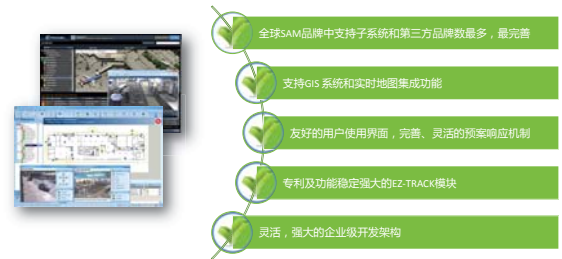 全球SAM品牌中支持子系统和第三方品牌数最多，最完善
支持GIS 系统和实时地图集成功能
友好的用户使用界面，完善、灵活的预案响应机制
专利及功能稳定强大的EZ-TRACK模块
灵活，强大的企业级开发架构